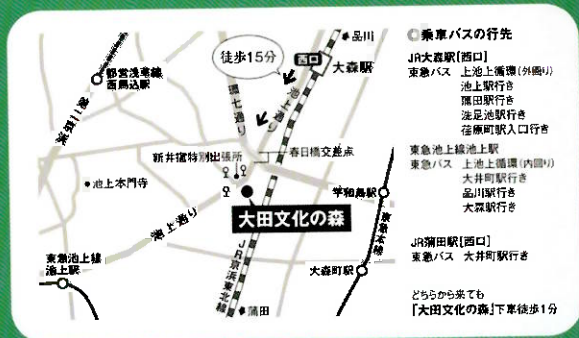 品川
徒歩15分
西口
大森駅
都営浅草線
西馬込駅
第二京浜
環七通り
池上通り
新井宿特別出張所
春日橋交差点
池上本門寺
大田文化の森
平和島駅
池上通り
京急本線
東急池上線
池上駅
JR京浜東北線
大森町駅
蒲田
◎乗車バスの行先
JR大森駅[西口]
東急バス 上池上循環(外回り)
池上駅行き
蒲田駅行き
洗足池行き
荏原町駅入口行き
東急池上線池上駅
東急バス 上池上循環(内回り)
大井町駅行き
品川駅行き
大森駅行き
JR蒲田駅[西口]
東急バス 大井町駅行き
どちらから来ても
「大田文化の森」下車徒歩1分